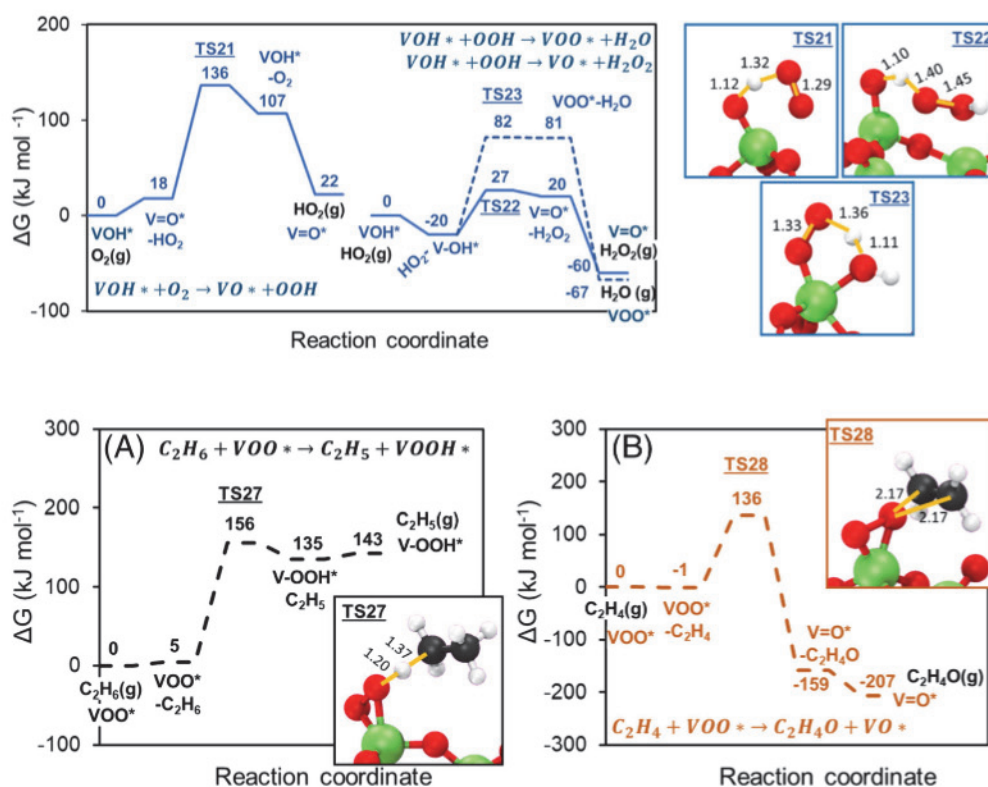 200
100
0
-100
ΔG (kJ mol⁻¹)
Reaction coordinate
VOH* + OOH → VOO* + H₂O
VOH* + OOH → VO* + H₂O₂
VOH* + O₂ → VO* + OOH
0
VOH*
O₂(g)
18
V=O*
-HO₂
TS21
136
VOH*
-O₂
107
22
HO₂(g)
V=O*
0
VOH*
HO₂(g)
-20
HO₂-V-OH*
TS23
82
27
TS22
VOO*-H₂O
81
20
V=O*
-H₂O₂
V=O*
H₂O₂(g)
-60
-67
H₂O (g)
VOO*
TS21
1.32
1.12
1.29
TS22
1.10
1.40
1.45
TS23
1.33
1.36
1.11
(A)
C₂H₆ + VOO* → C₂H₅ + VOOH*
300
200
100
0
-100
ΔG (kJ mol⁻¹)
Reaction coordinate
0
C₂H₆(g)
VOO*
5
VOO*
-C₂H₆
TS27
156
135
V-OOH*
C₂H₅
143
C₂H₅(g)
V-OOH*
TS27
1.37
1.20
(B)
300
200
100
0
-100
-200
-300
ΔG (kJ mol⁻¹)
Reaction coordinate
0
C₂H₄(g)
VOO*
-1
VOO*
-C₂H₄
TS28
136
V=O*
-C₂H₄O
-159
-207
C₂H₄O(g)
V=O*
C₂H₄ + VOO* → C₂H₄O + VO*
TS28
2.17
2.17